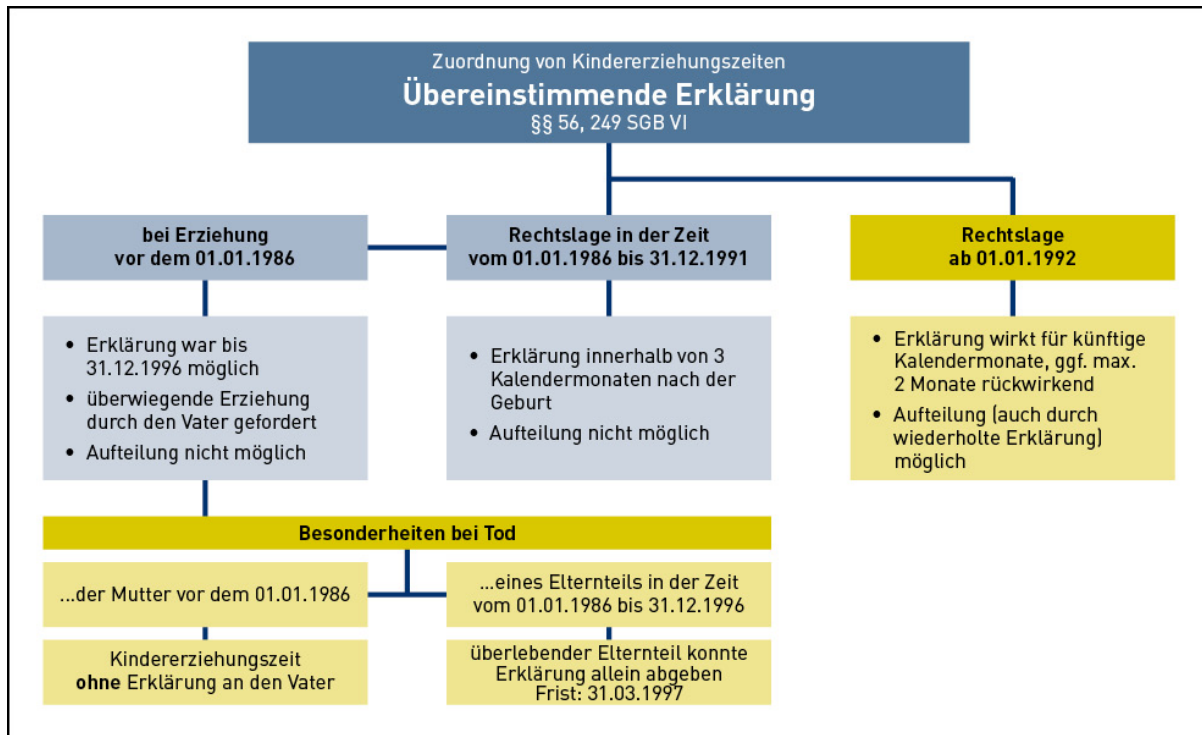 Zuordnung von Kindererziehungszeiten
Übereinstimmende Erklärung
§§ 56, 249 SGB VI
bei Erziehung
vor dem 01.01.1986
Rechtslage in der Zeit
vom 01.01.1986 bis 31.12.1991
Rechtslage
ab 01.01.1992
• Erklärung war bis
31.12.1996 möglich
• überwiegende Erziehung
durch den Vater gefordert
• Aufteilung nicht möglich
• Erklärung innerhalb von 3
Kalendermonaten nach der
Geburt
• Aufteilung nicht möglich
• Erklärung wirkt für künftige
Kalendermonate, ggf. max.
2 Monate rückwirkend
• Aufteilung (auch durch
wiederholte Erklärung)
möglich
Besonderheiten bei Tod
...der Mutter vor dem 01.01.1986
...eines Elternteils in der Zeit
vom 01.01.1986 bis 31.12.1996
Kindererziehungszeit
ohne Erklärung an den Vater
überlebender Elternteil konnte
Erklärung allein abgeben
Frist: 31.03.1997